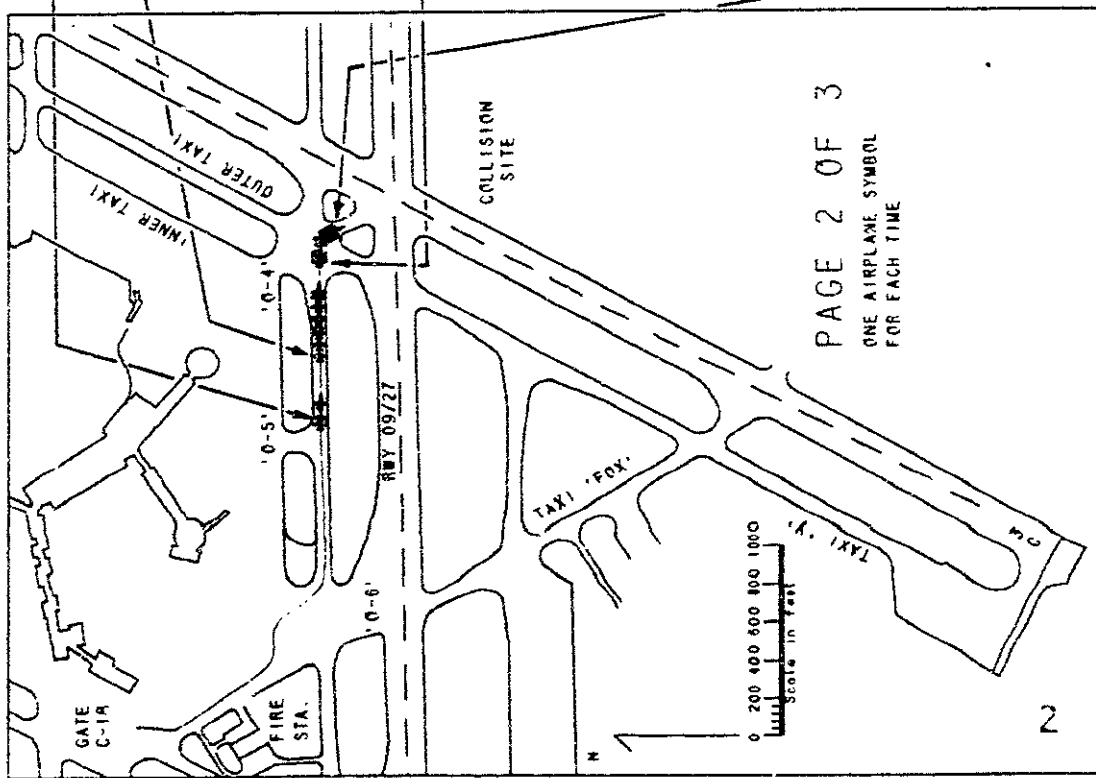 OUTER TAXI
INNER TAXI
COLLISION
SITE
'O-4'
'O-5'
RWY 09/27
PAGE 2 OF 3
ONE AIRPLANE SYMBOL
FOR EACH TIME
TAXI 'FOX'
'O-6'
TAXI
GATE
FIRE
STA.
0 200 400 600 800 1000
Scale in feet
N
3
C
2